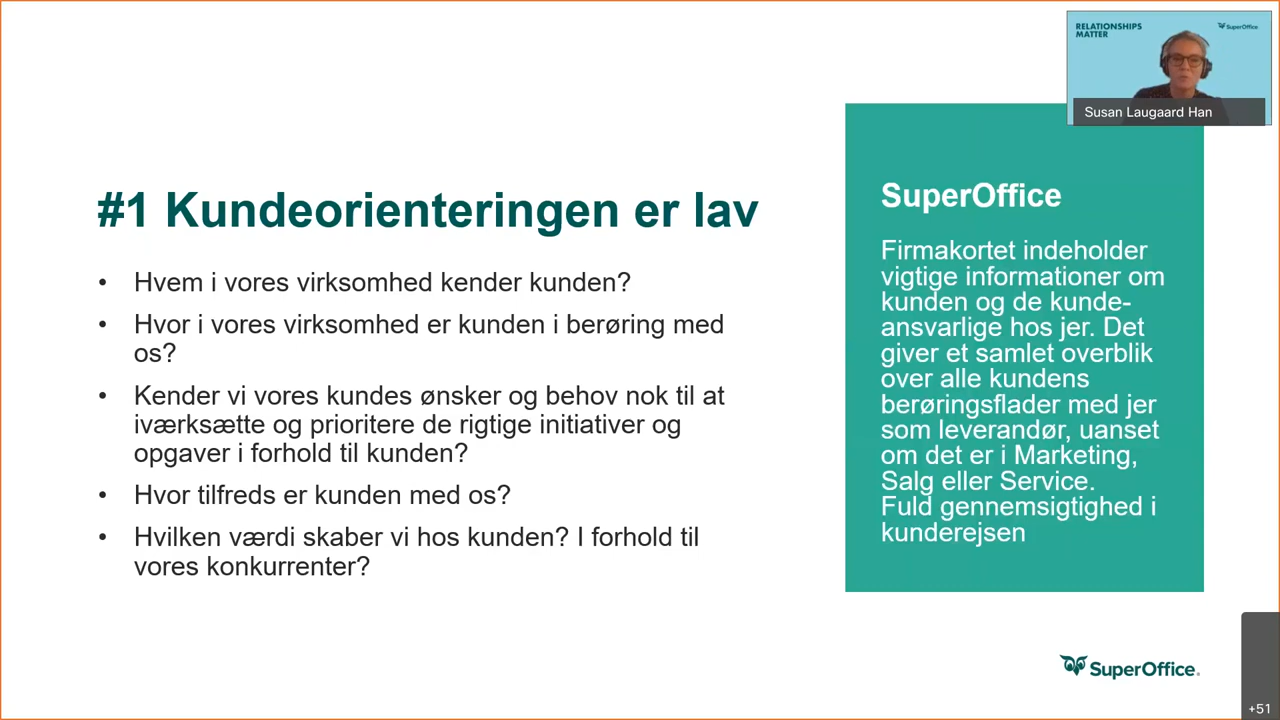 RELATIONSHIPS
MATTER
SuperOffice
Susan Laugaard Han
#1 Kundeorienteringen er lav
• Hvem i vores virksomhed kender kunden?
• Hvor i vores virksomhed er kunden i berøring med
os?
• Kender vi vores kundes ønsker og behov nok til at
iværksætte og prioritere de rigtige initiativer og
opgaver i forhold til kunden?
• Hvor tilfreds er kunden med os?
• Hvilken værdi skaber vi hos kunden? I forhold til
vores konkurrenter?
SuperOffice
Firmakortet indeholder
vigtige informationer om
kunden og de kunde-
ansvarlige hos jer. Det
giver et samlet overblik
over alle kundens
berøringsflader med jer
som leverandør, uanset
om det er i Marketing,
Salg eller Service.
Fuld gennemsigtighed i
kunderejsen
SuperOffice.
+51